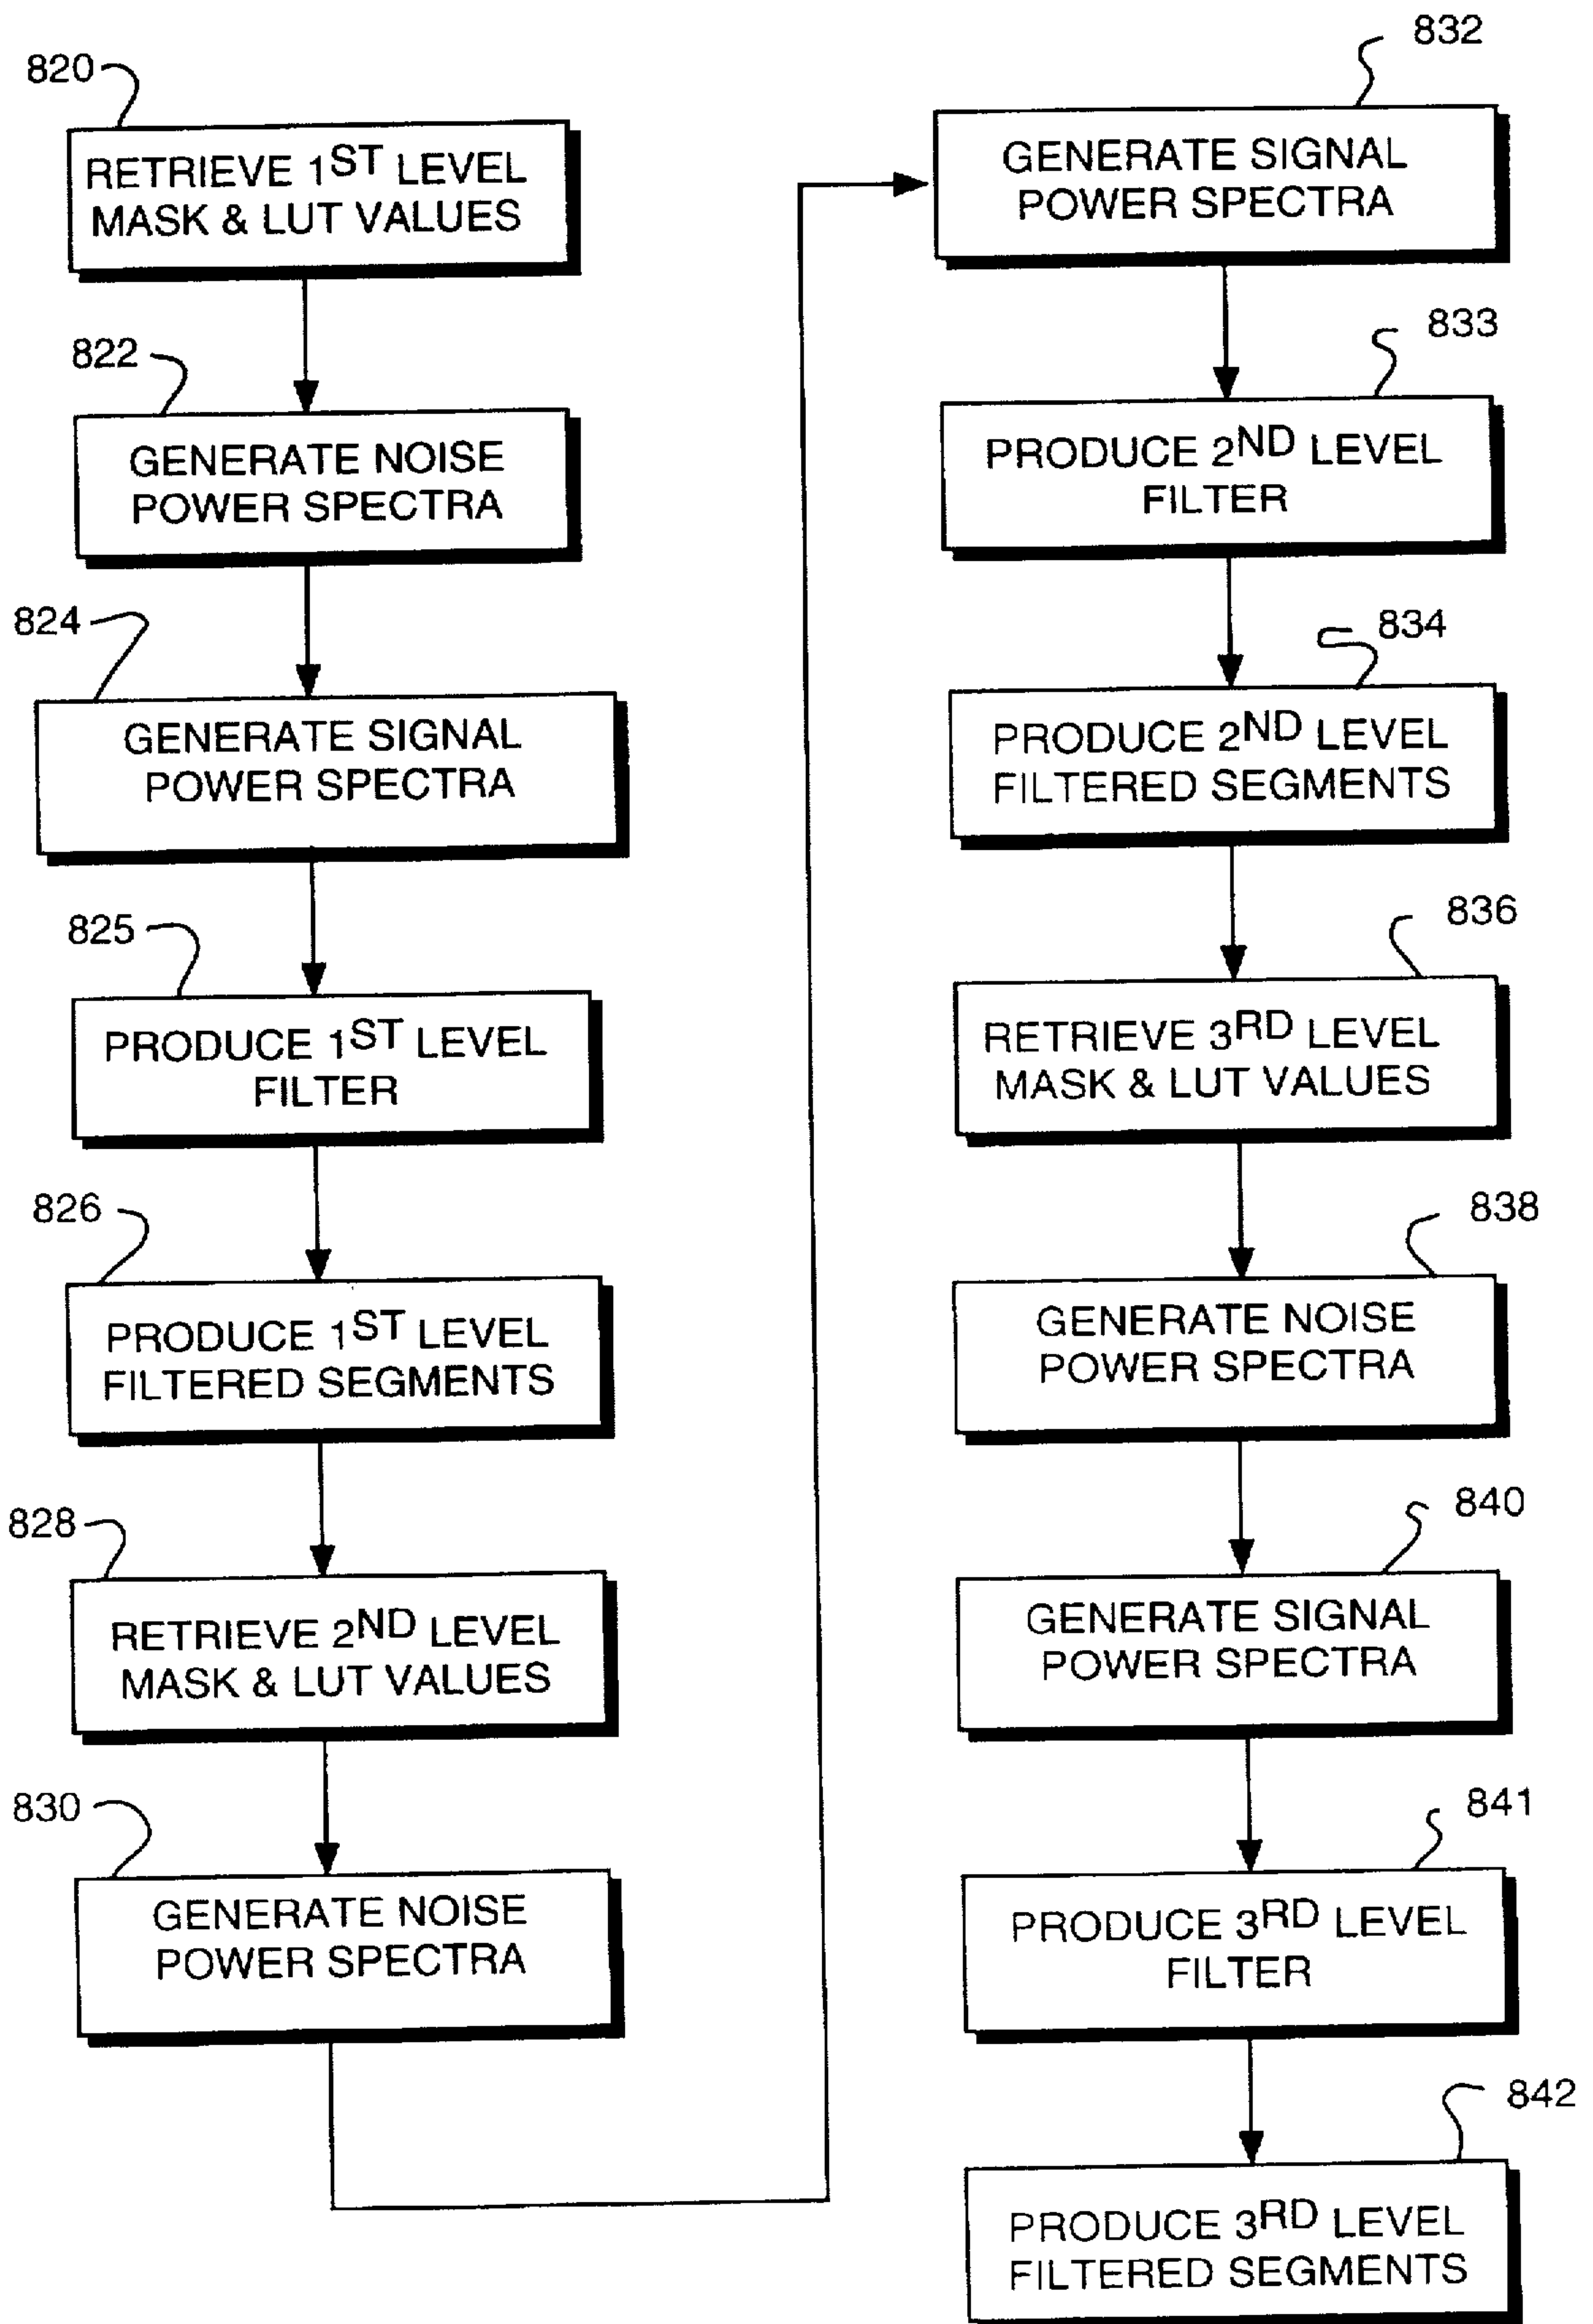 820
RETRIEVE 1ST LEVEL
MASK & LUT VALUES
822
GENERATE NOISE
POWER SPECTRA
824
GENERATE SIGNAL
POWER SPECTRA
825
PRODUCE 1ST LEVEL
FILTER
826
PRODUCE 1ST LEVEL
FILTERED SEGMENTS
828
RETRIEVE 2ND LEVEL
MASK & LUT VALUES
830
GENERATE NOISE
POWER SPECTRA
832
GENERATE SIGNAL
POWER SPECTRA
833
PRODUCE 2ND LEVEL
FILTER
834
PRODUCE 2ND LEVEL
FILTERED SEGMENTS
836
RETRIEVE 3RD LEVEL
MASK & LUT VALUES
838
GENERATE NOISE
POWER SPECTRA
840
GENERATE SIGNAL
POWER SPECTRA
841
PRODUCE 3RD LEVEL
FILTER
842
PRODUCE 3RD LEVEL
FILTERED SEGMENTS